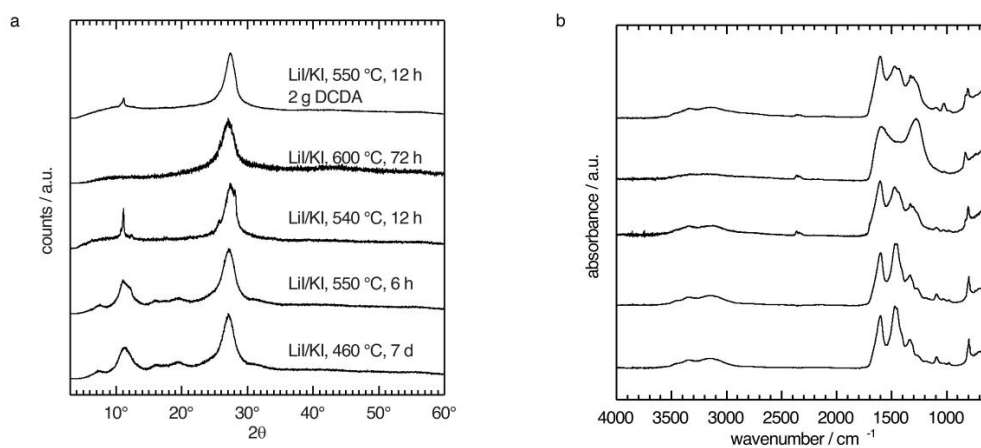 a
LiI/KI, 550 °C, 12 h
2 g DCDA
LiI/KI, 600 °C, 72 h
LiI/KI, 540 °C, 12 h
LiI/KI, 550 °C, 6 h
LiI/KI, 460 °C, 7 d
counts / a.u.
10° 20° 30° 40° 50° 60°
2θ
b
absorbance / a.u.
4000 3500 3000 2500 2000 1500 1000
wavenumber / cm⁻¹